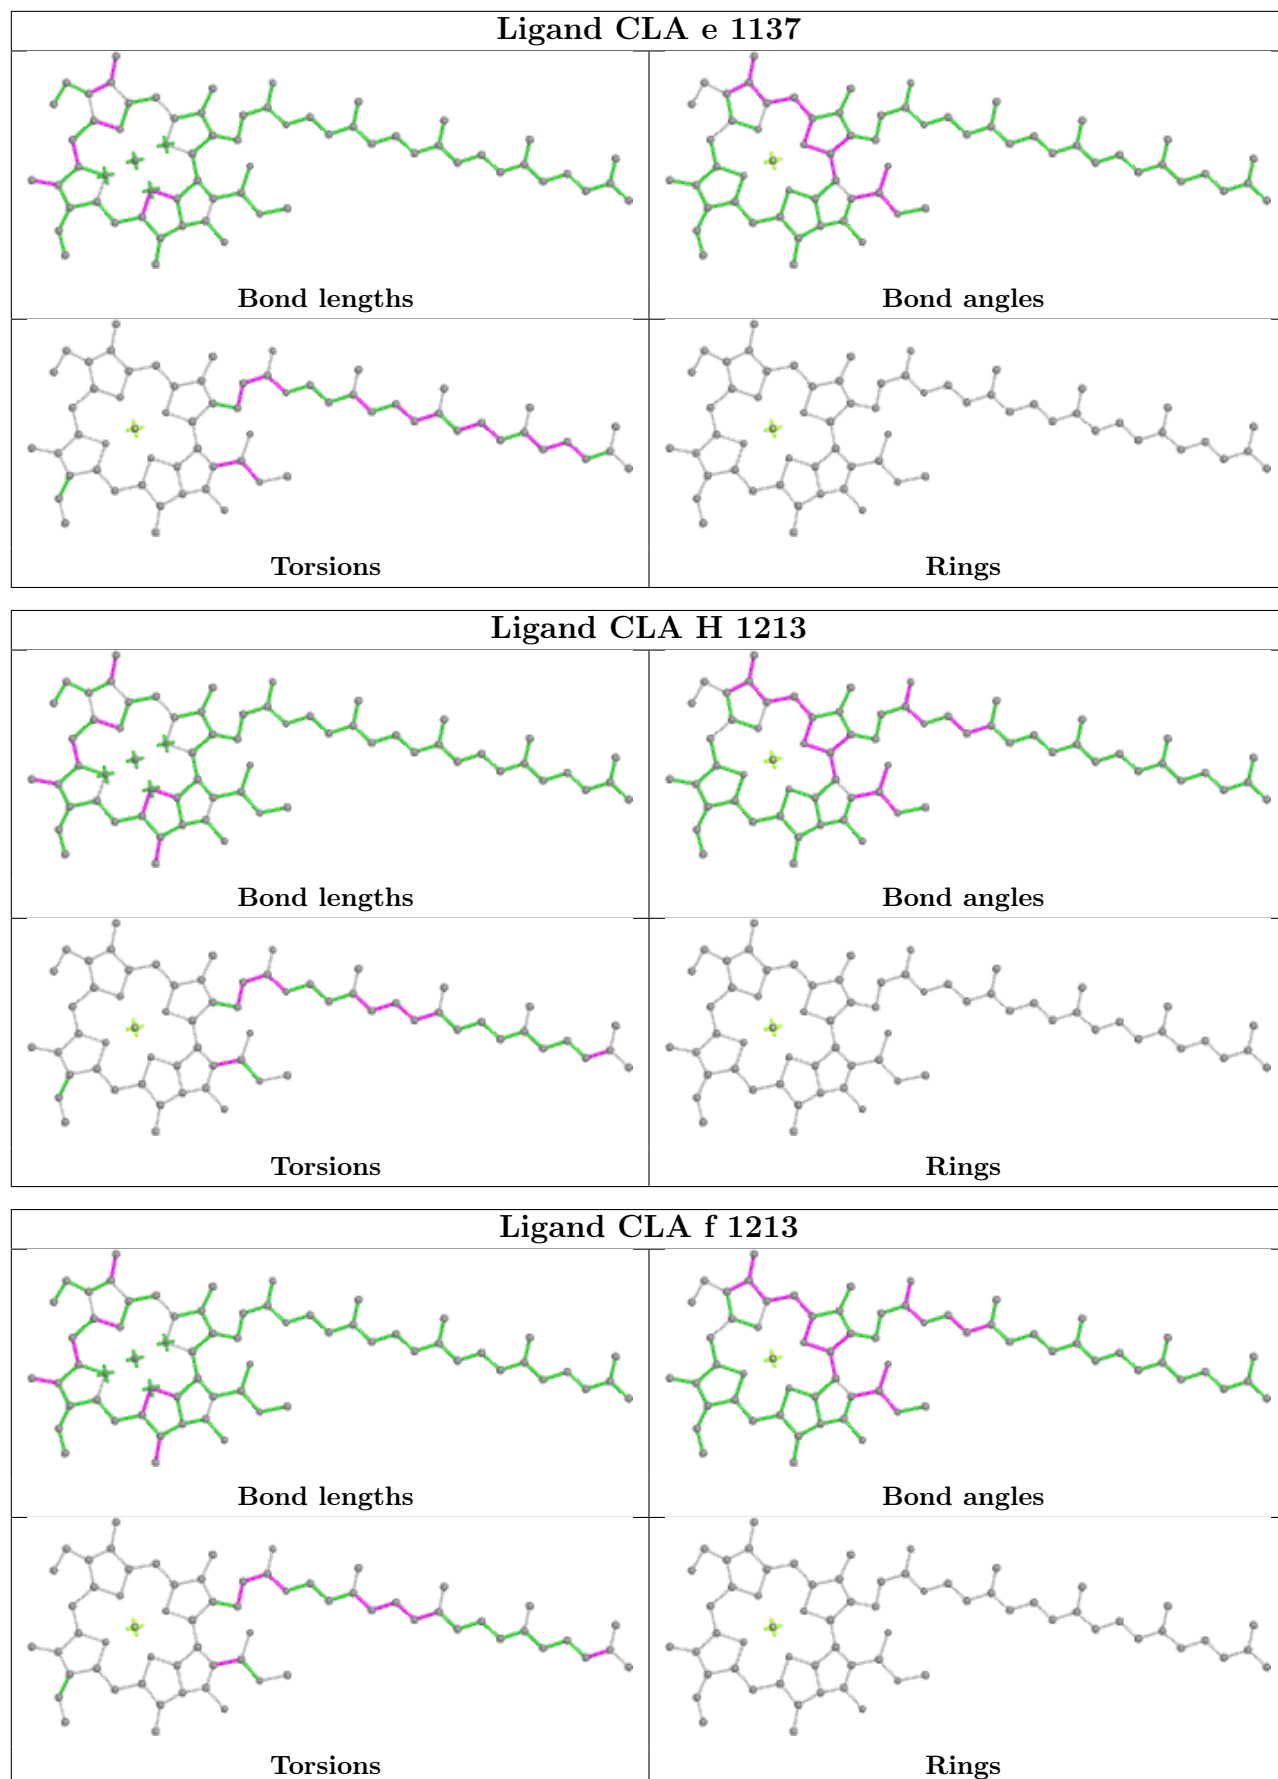 Ligand CLA e 1137
Bond lengths
Bond angles
Torsions
Rings
Ligand CLA H 1213
Bond lengths
Bond angles
Torsions
Rings
Ligand CLA f 1213
Bond lengths
Bond angles
Torsions
Rings